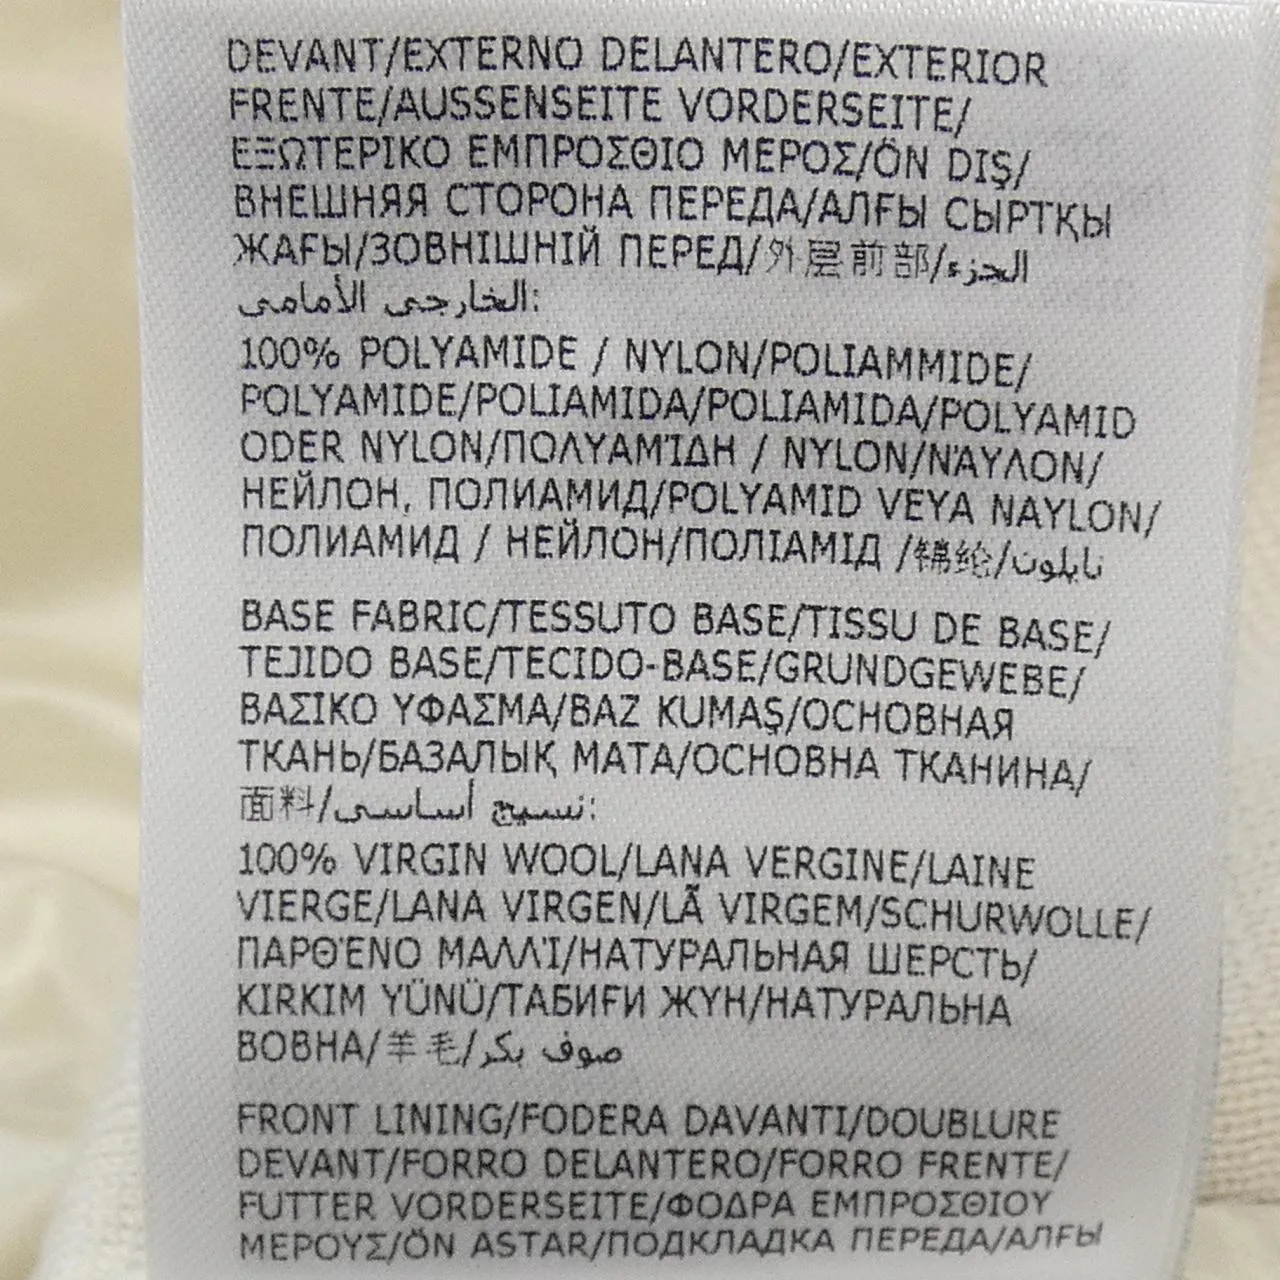 DEVANT/EXTERNO DELANTERO/EXTERIOR
FRENTE/AUSSENSEITE VORDERSEITE/
ΕΞΩΤΕΡΙΚΟ ΕΜΠΡΟΣΘΙΟ ΜΕΡΟΣ/ÖN DIŞ/
ВНЕШНЯЯ СТОРОНА ПЕРЕДА/АЛҒЫ СЫРТҚЫ
ЖАҒЫ/ЗОВНІШНІЙ ПЕРЕД/外层前部/الجزء
الخارجي الأمامي:
100% POLYAMIDE / NYLON/POLIAMMIDE/
POLYAMIDE/POLIAMIDA/POLIAMIDA/POLYAMID
ODER NYLON/ΠΟΛΥΑΜΊΔΗ / NYLON/ΝΆΥΛΟΝ/
НЕЙЛОН, ПОЛИАМИД/POLYAMID VEYA NAYLON/
ПОЛИАМИД / НЕЙЛОН/ПОЛІАМІД /锦纶/نايلون
BASE FABRIC/TESSUTO BASE/TISSU DE BASE/
TEJIDO BASE/TECIDO-BASE/GRUNDGEWEBE/
ΒΑΣΙΚΟ ΥΦΑΣΜΑ/BAZ KUMAŞ/ОСНОВНАЯ
ТКАНЬ/БАЗАЛЫҚ МАТА/ОСНОВНА ТКАНИНА/
面料/نسيج أساسي:
100% VIRGIN WOOL/LANA VERGINE/LAINE
VIERGE/LANA VIRGEN/LÃ VIRGEM/SCHURWOLLE/
ΠΑΡΘΈΝΟ ΜΑΛΛΊ/НАТУРАЛЬНАЯ ШЕРСТЬ/
KIRKIM YÜNÜ/ТАБИҒИ ЖҮН/НАТУРАЛЬНА
ВОВНА/羊毛/صوف بكر
FRONT LINING/FODERA DAVANTI/DOUBLURE
DEVANT/FORRO DELANTERO/FORRO FRENTE/
FUTTER VORDERSEITE/ΦΟΔΡΑ ΕΜΠΡΟΣΘΙΟΥ
ΜΕΡΟΥΣ/ÖN ASTAR/ПОДКЛАДКА ПЕРЕДА/АЛҒЫ